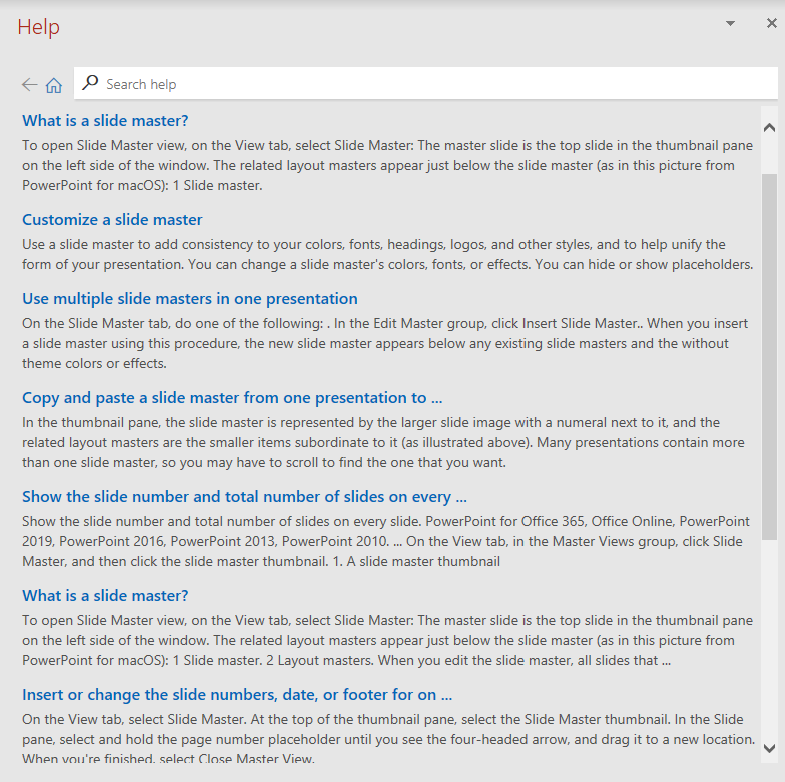 Help
Search help
What is a slide master?
To open Slide Master view, on the View tab, select Slide Master: The master slide is the top slide in the thumbnail pane
on the left side of the window. The related layout masters appear just below the slide master (as in this picture from
PowerPoint for macOS): 1 Slide master.
Customize a slide master
Use a slide master to add consistency to your colors, fonts, headings, logos, and other styles, and to help unify the
form of your presentation. You can change a slide master's colors, fonts, or effects. You can hide or show placeholders.
Use multiple slide masters in one presentation
On the Slide Master tab, do one of the following: . In the Edit Master group, click Insert Slide Master.. When you insert
a slide master using this procedure, the new slide master appears below any existing slide masters and the without
theme colors or effects.
Copy and paste a slide master from one presentation to ...
In the thumbnail pane, the slide master is represented by the larger slide image with a numeral next to it, and the
related layout masters are the smaller items subordinate to it (as illustrated above). Many presentations contain more
than one slide master, so you may have to scroll to find the one that you want.
Show the slide number and total number of slides on every ...
Show the slide number and total number of slides on every slide. PowerPoint for Office 365, Office Online, PowerPoint
2019, PowerPoint 2016, PowerPoint 2013, PowerPoint 2010. ... On the View tab, in the Master Views group, click Slide
Master, and then click the slide master thumbnail. 1. A slide master thumbnail
What is a slide master?
To open Slide Master view, on the View tab, select Slide Master: The master slide is the top slide in the thumbnail pane
on the left side of the window. The related layout masters appear just below the slide master (as in this picture from
PowerPoint for macOS): 1 Slide master. 2 Layout masters. When you edit the slide master, all slides that ...
Insert or change the slide numbers, date, or footer for on ...
On the View tab, select Slide Master. At the top of the thumbnail pane, select the Slide Master thumbnail. In the Slide
pane, select and hold the page number placeholder until you see the four-headed arrow, and drag it to a new location.
When you're finished, select Close Master View.